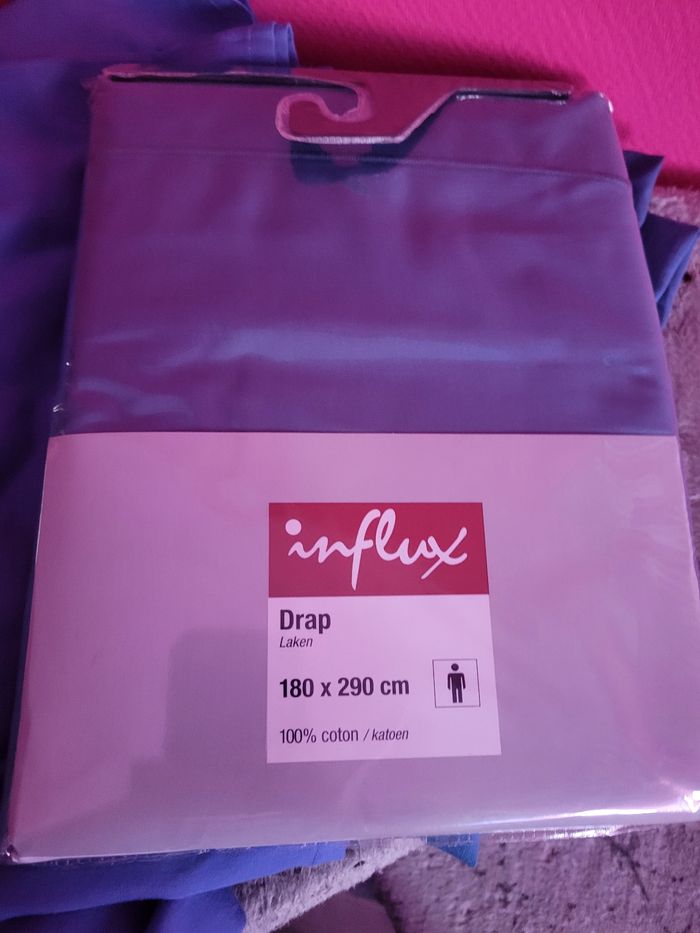 influx
Drap
Laken
180 x 290 cm
100% coton / katoen